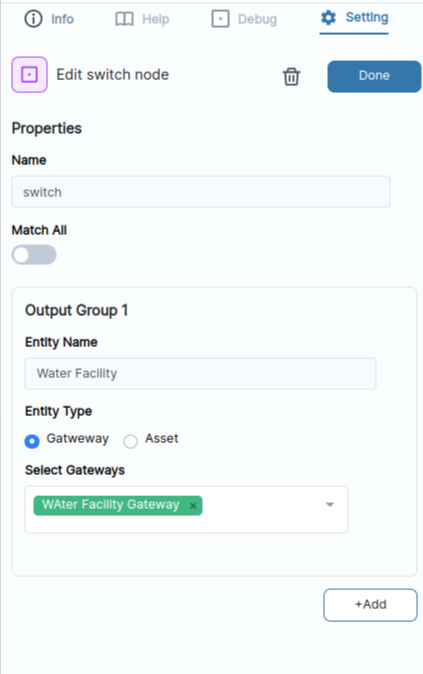 Info Help Debug Setting
Edit switch node Done
Properties
Name
switch
Match All
Output Group 1
Entity Name
Water Facility
Entity Type
Gatweway Asset
Select Gateways
WAter Facility Gateway ×
+Add